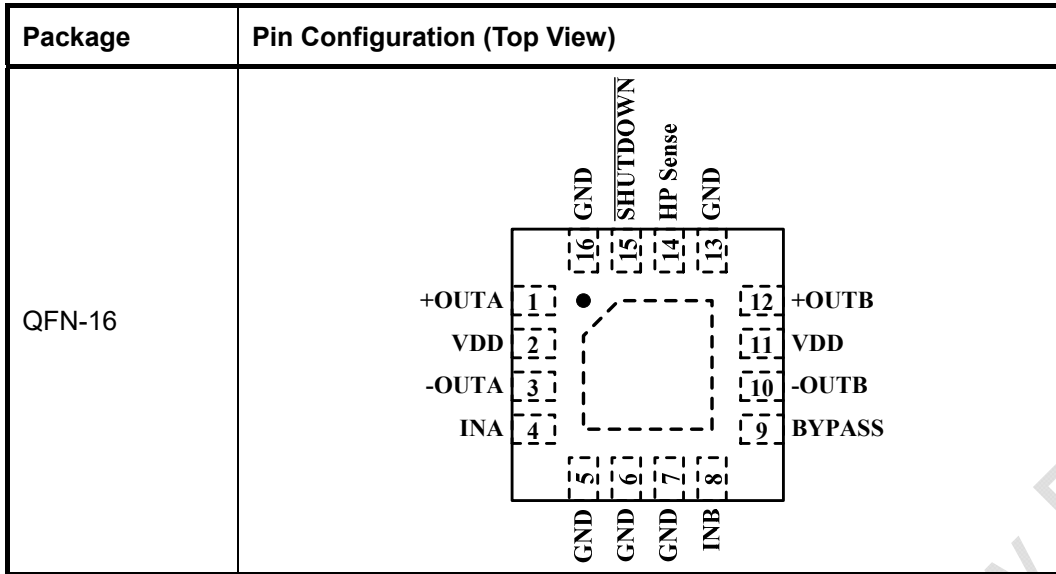 Package
Pin Configuration (Top View)
QFN-16
GND
SHUTDOWN
HP Sense
GND
16
15
14
13
+OUTA 1
12 +OUTB
VDD 2
11 VDD
-OUTA 3
10 -OUTB
INA 4
9 BYPASS
5
6
7
8
GND
GND
GND
INB